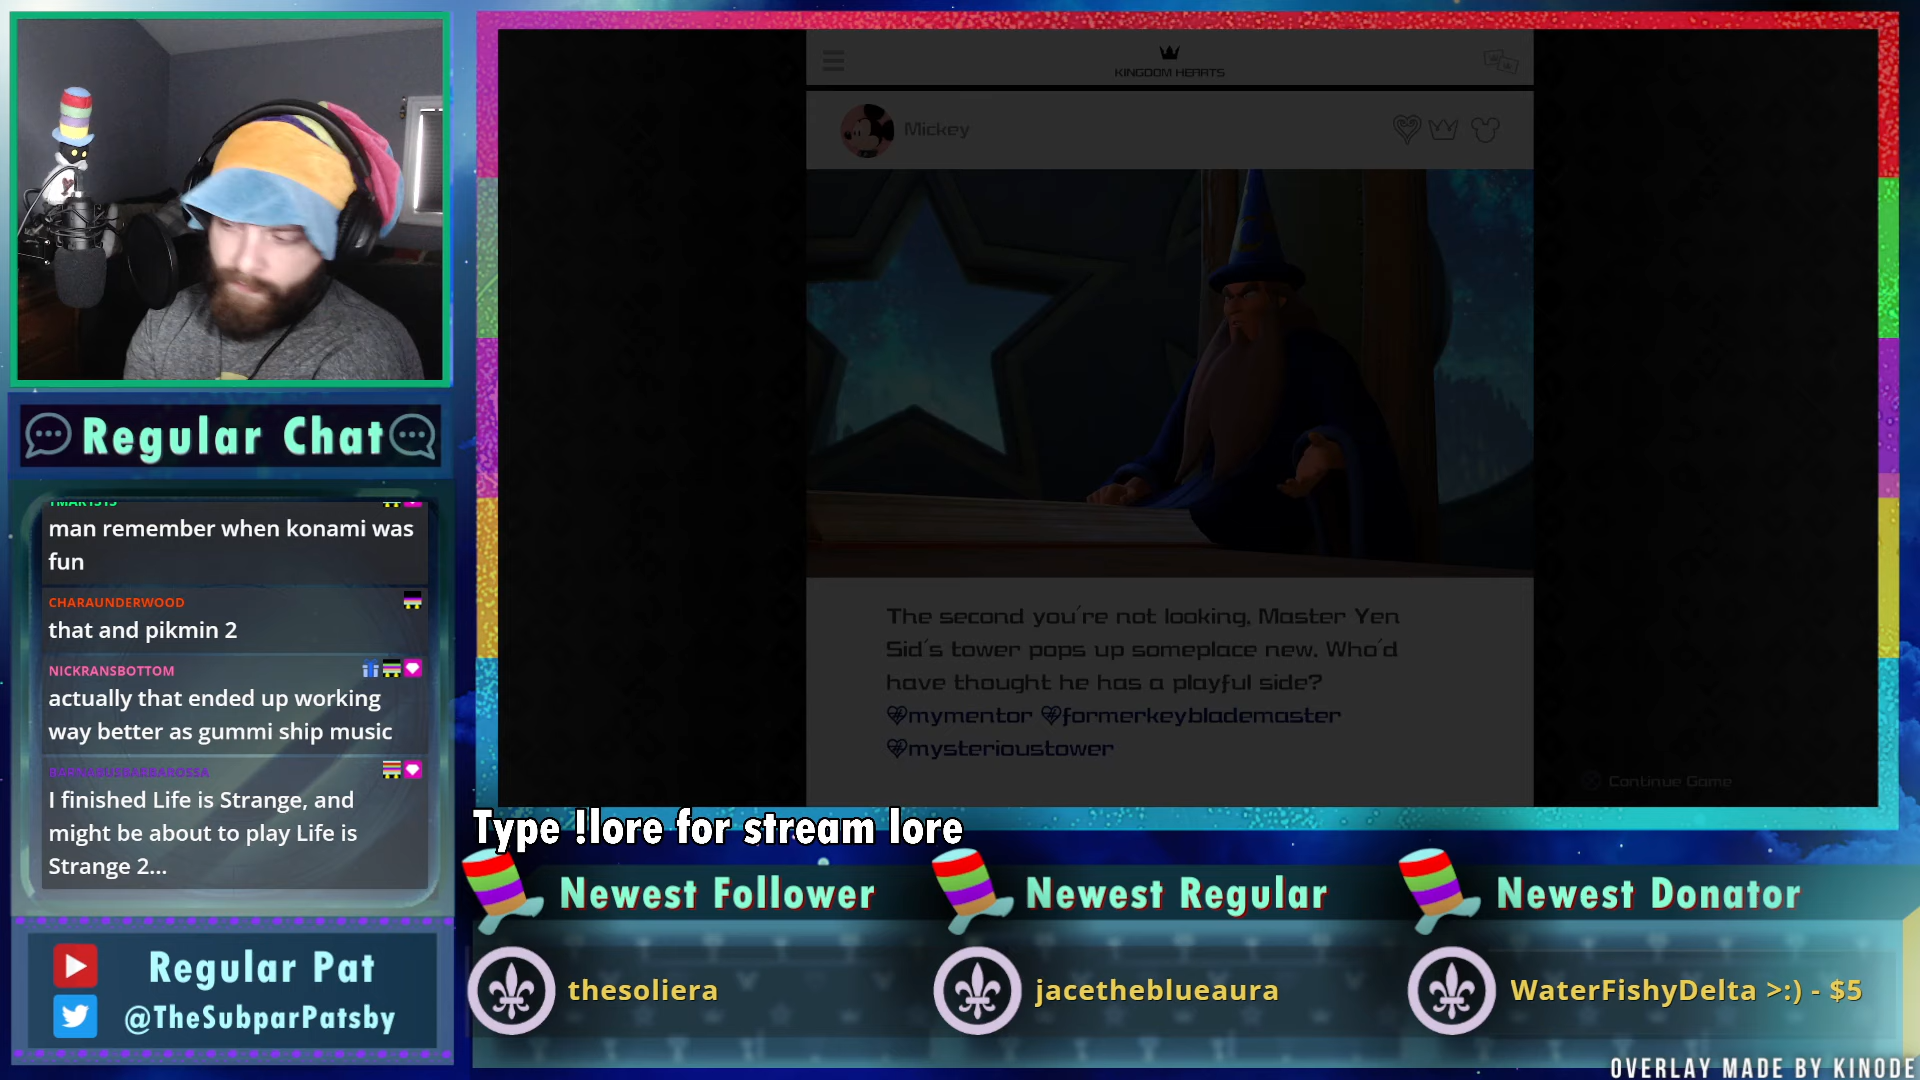 Regular Chat
YMARTSTS
man remember when konami was
fun
CHARAUNDERWOOD
that and pikmin 2
NICKRANSBOTTOM
actually that ended up working
way better as gummi ship music
BARNABUSBARBAROSSA
I finished Life is Strange, and
might be about to play Life is
Strange 2...
Regular Pat
@TheSubparPatsby
KINGDOM HEARTS
Mickey
The second you're not looking, Master Yen
Sid's tower pops up someplace new. Who'd
have thought he has a playful side?
mymentor formerkeyblademaster
mysterioustower
Continue Game
Type !lore for stream lore
Newest Follower
thesoliera
Newest Regular
jacetheblueaura
Newest Donator
WaterFishyDelta >:) - $5
OVERLAY MADE BY KINODE